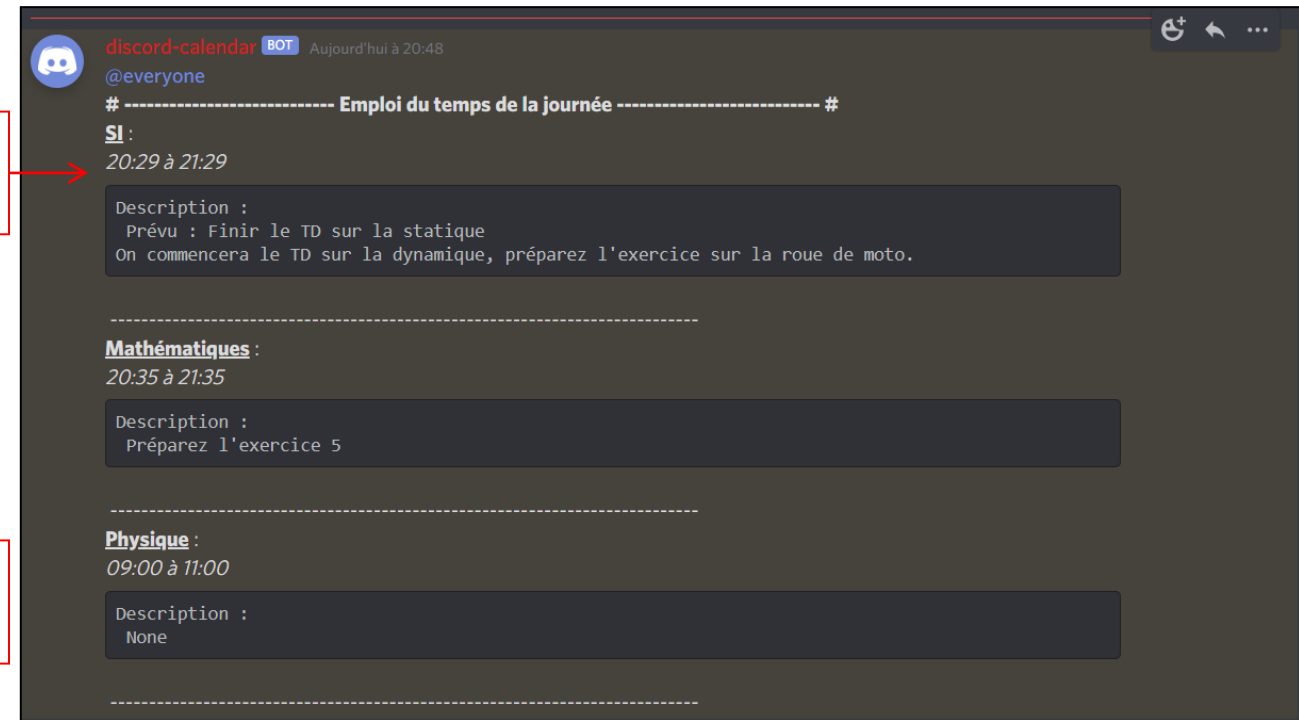 discord-calendar BOT Aujourd'hui à 20:48
@everyone
# ---------------------------- Emploi du temps de la journée --------------------------- #
SI :
20:29 à 21:29
Description :
Prévu : Finir le TD sur la statique
On commencera le TD sur la dynamique, préparez l'exercice sur la roue de moto.
------------------------------------------------------------------------
Mathématiques :
20:35 à 21:35
Description :
Préparez l'exercice 5
------------------------------------------------------------------------
Physique :
09:00 à 11:00
Description :
None
------------------------------------------------------------------------